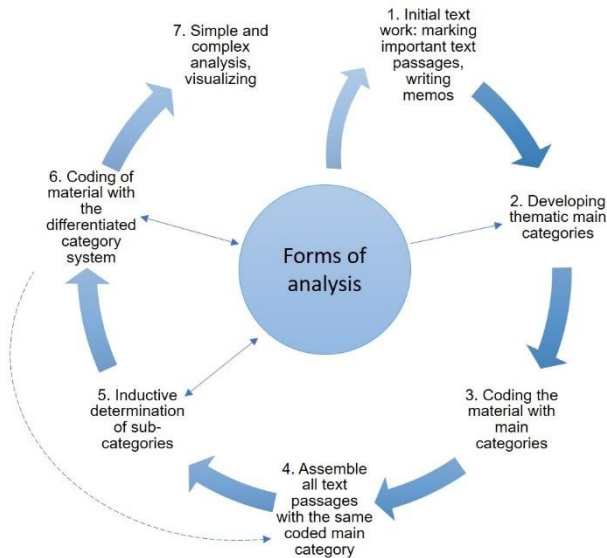 1. Initial text
work: marking
important text
passages,
writing
memos
2. Developing
thematic main
categories
3. Coding the
material with
main
categories
4. Assemble
all text
passages
with the same
coded main
category
5. Inductive
determination
of sub-
categories
6. Coding of
material with
the
differentiated
category
system
7. Simple and
complex
analysis,
visualizing
Forms of
analysis